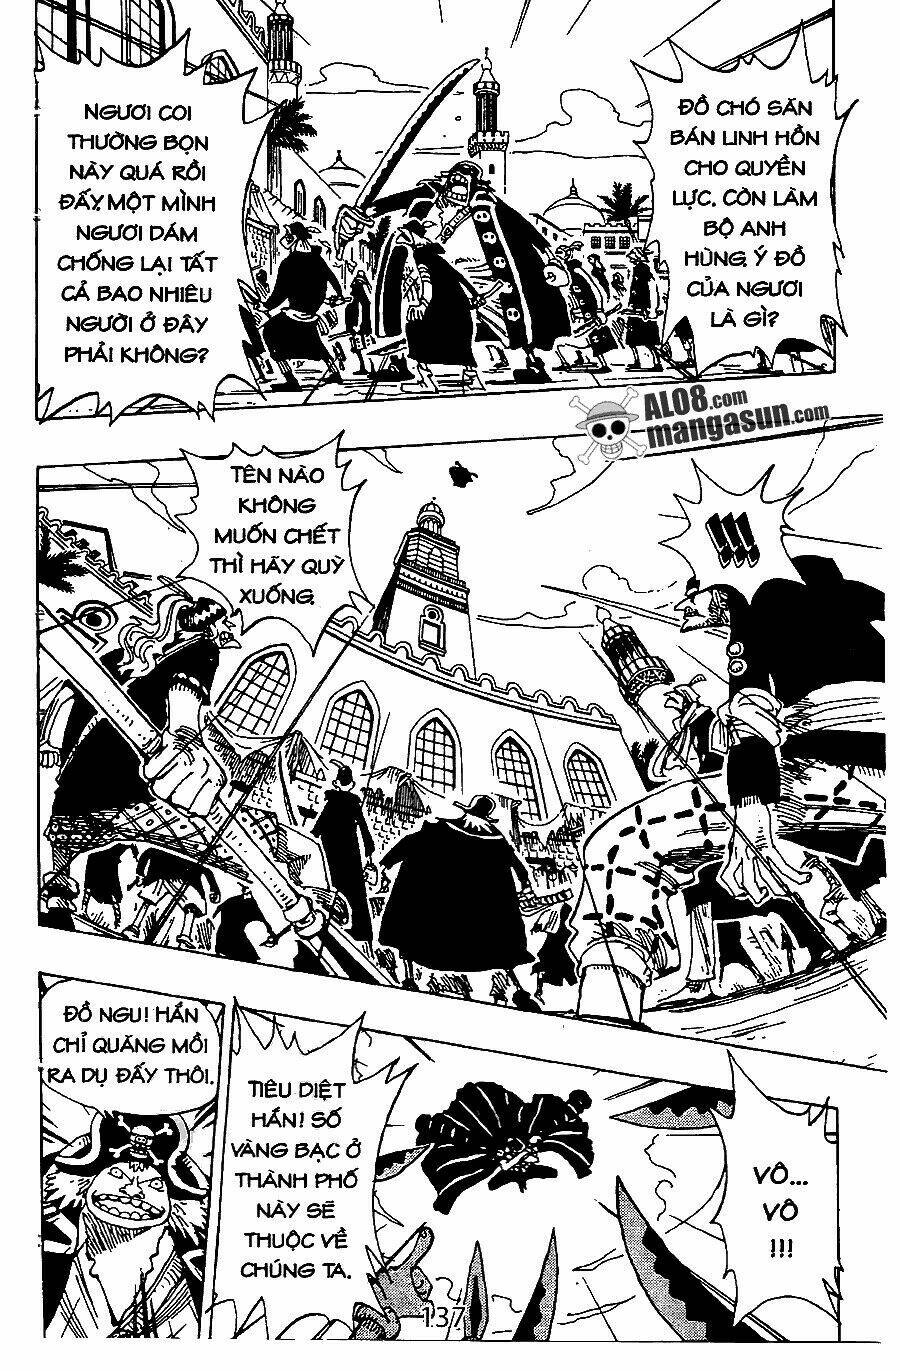 ĐỒ CHÓ SĂN
BÁN LINH HỒN
CHO QUYỀN
LỰC, CÒN LÀM
BỘ ANH
HÙNG. Ý ĐỒ
CỦA NGƯƠI
LÀ GÌ?
NGƯƠI COI
THƯỜNG BỌN
NÀY QUÁ RỒI
ĐẤY. MỘT MÌNH
NGƯƠI DÁM
CHỐNG LẠI TẤT
CẢ BAO NHIÊU
NGƯỜI Ở ĐÂY
PHẢI KHÔNG?
AL08.com
mangasun.com
!!!
TÊN NÀO
KHÔNG
MUỐN CHẾT
THÌ HÃY QUỲ
XUỐNG.
VÔ...
VÔ
!!!
TIÊU DIỆT
HẮN! SỐ
VÀNG BẠC Ở
THÀNH PHỐ
NÀY SẼ
THUỘC VỀ
CHÚNG TA.
ĐỒ NGU! HẮN
CHỈ QUĂNG MỒI
RA DỤ ĐẤY THÔI.
137